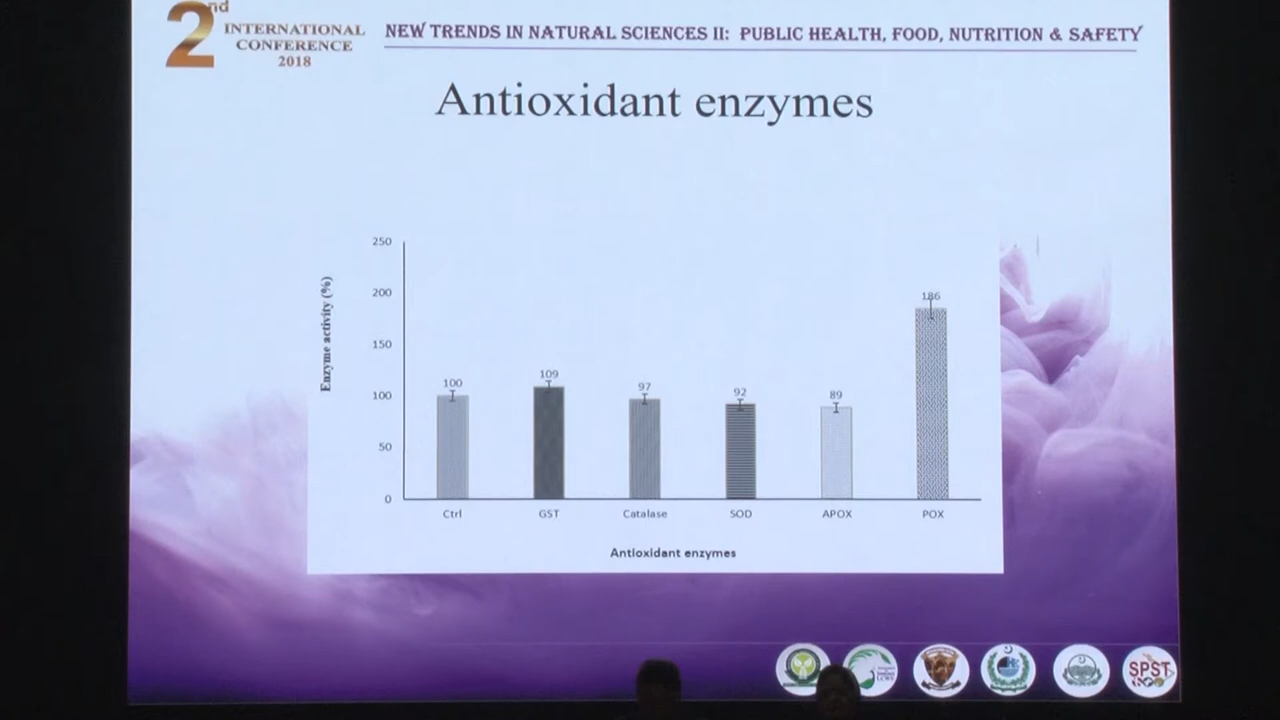 2nd
INTERNATIONAL
CONFERENCE
2018
NEW TRENDS IN NATURAL SCIENCES II: PUBLIC HEALTH, FOOD, NUTRITION & SAFETY
Antioxidant enzymes
Enzyme activity (%)
250
200
150
100
50
0
100
109
97
92
89
186
Ctrl
GST
Catalase
SOD
APOX
POX
Antioxidant enzymes
SPST